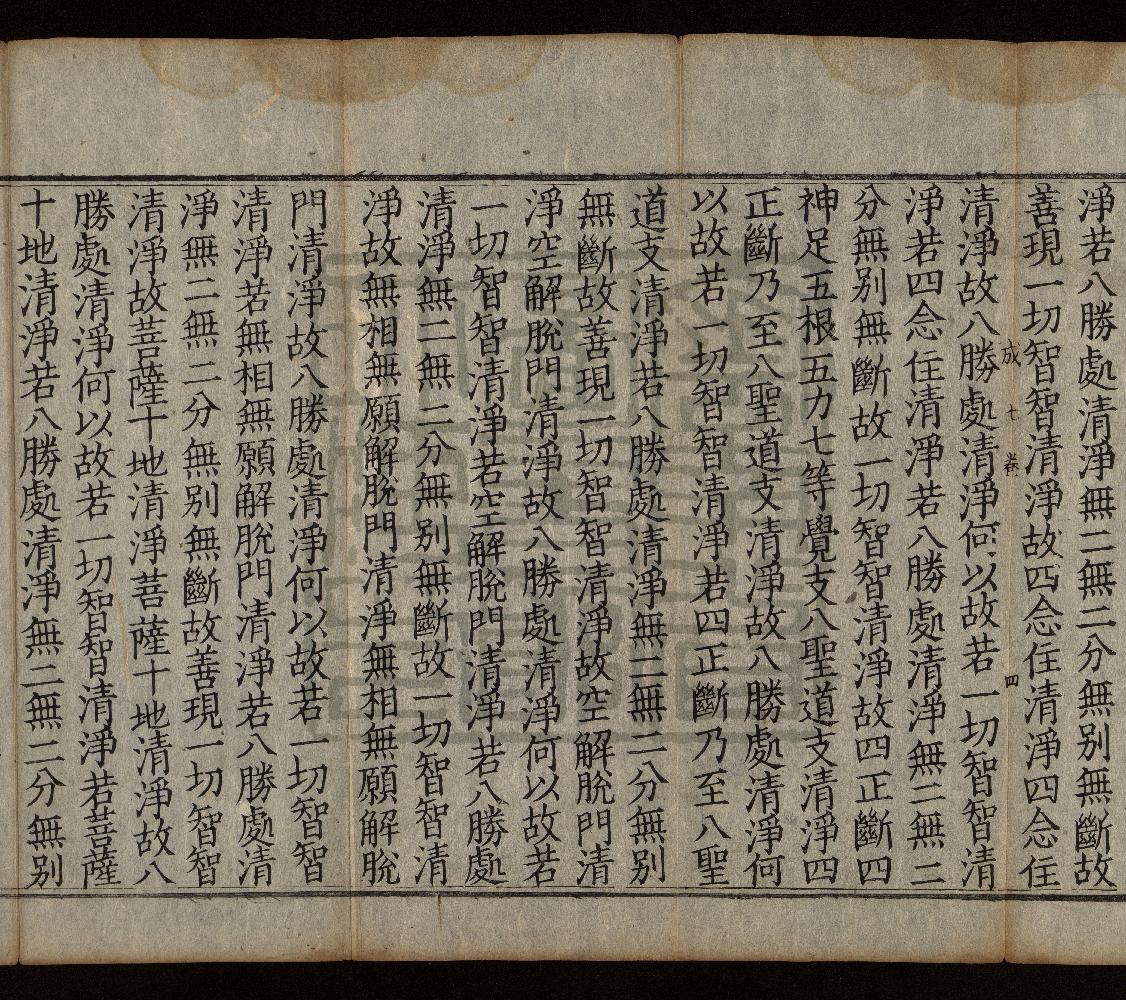 淨若八勝處清淨無二無二分無別無斷故
善現一切智智清淨故四念住清淨四念住
成 七 卷 四
清淨故八勝處清淨何以故若一切智智清
淨若四念住清淨若八勝處清淨無二無二
分無別無斷故一切智智清淨故四正斷四
神足五根五力七等覺支八聖道支清淨四
正斷乃至八聖道支清淨故八勝處清淨何
以故若一切智智清淨若四正斷乃至八聖
道支清淨若八勝處清淨無二無二分無別
無斷故善現一切智智清淨故空解脫門清
淨空解脫門清淨故八勝處清淨何以故若
一切智智清淨若空解脫門清淨若八勝處
清淨無二無二分無別無斷故一切智智清
淨故無相無願解脫門清淨無相無願解脫
門清淨故八勝處清淨何以故若一切智智
清淨若無相無願解脫門清淨若八勝處清
淨無二無二分無別無斷故善現一切智智
清淨故菩薩十地清淨菩薩十地清淨故八
勝處清淨何以故若一切智智清淨若菩薩
十地清淨若八勝處清淨無二無二分無別